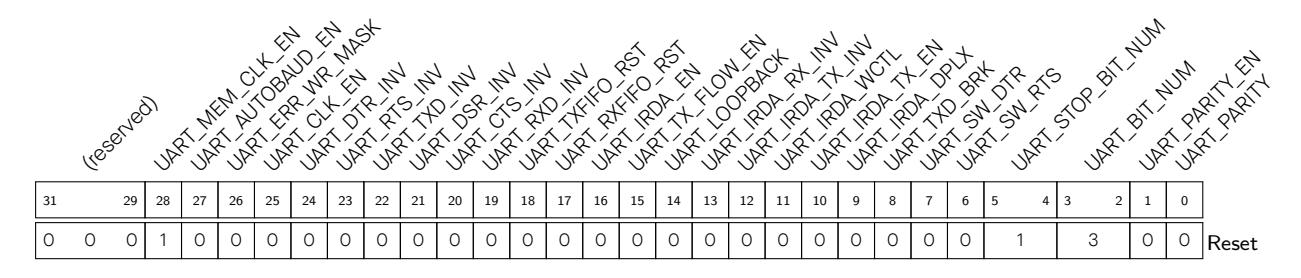 (reserved) UART_MEM_CLK_EN UART_AUTOBAUD_EN UART_ERR_WR_MASK UART_CLK_EN UART_DTR_INV UART_RTS_INV UART_TXD_INV UART_DSR_INV UART_CTS_INV UART_RXD_INV UART_TXFIFO_RST UART_RXFIFO_RST UART_IRDA_EN UART_TX_FLOW_EN UART_LOOPBACK UART_IRDA_RX_INV UART_IRDA_TX_INV UART_IRDA_WCTL UART_IRDA_TX_EN UART_IRDA_DPLX UART_TXD_BRK UART_SW_DTR UART_SW_RTS UART_STOP_BIT_NUM UART_BIT_NUM UART_PARITY_EN UART_PARITY
31 29 28 27 26 25 24 23 22 21 20 19 18 17 16 15 14 13 12 11 10 9 8 7 6 5 4 3 2 1 0
0 0 0 1 0 0 0 0 0 0 0 0 0 0 0 0 0 0 0 0 0 0 0 0 0 0 1 3 0 0 Reset